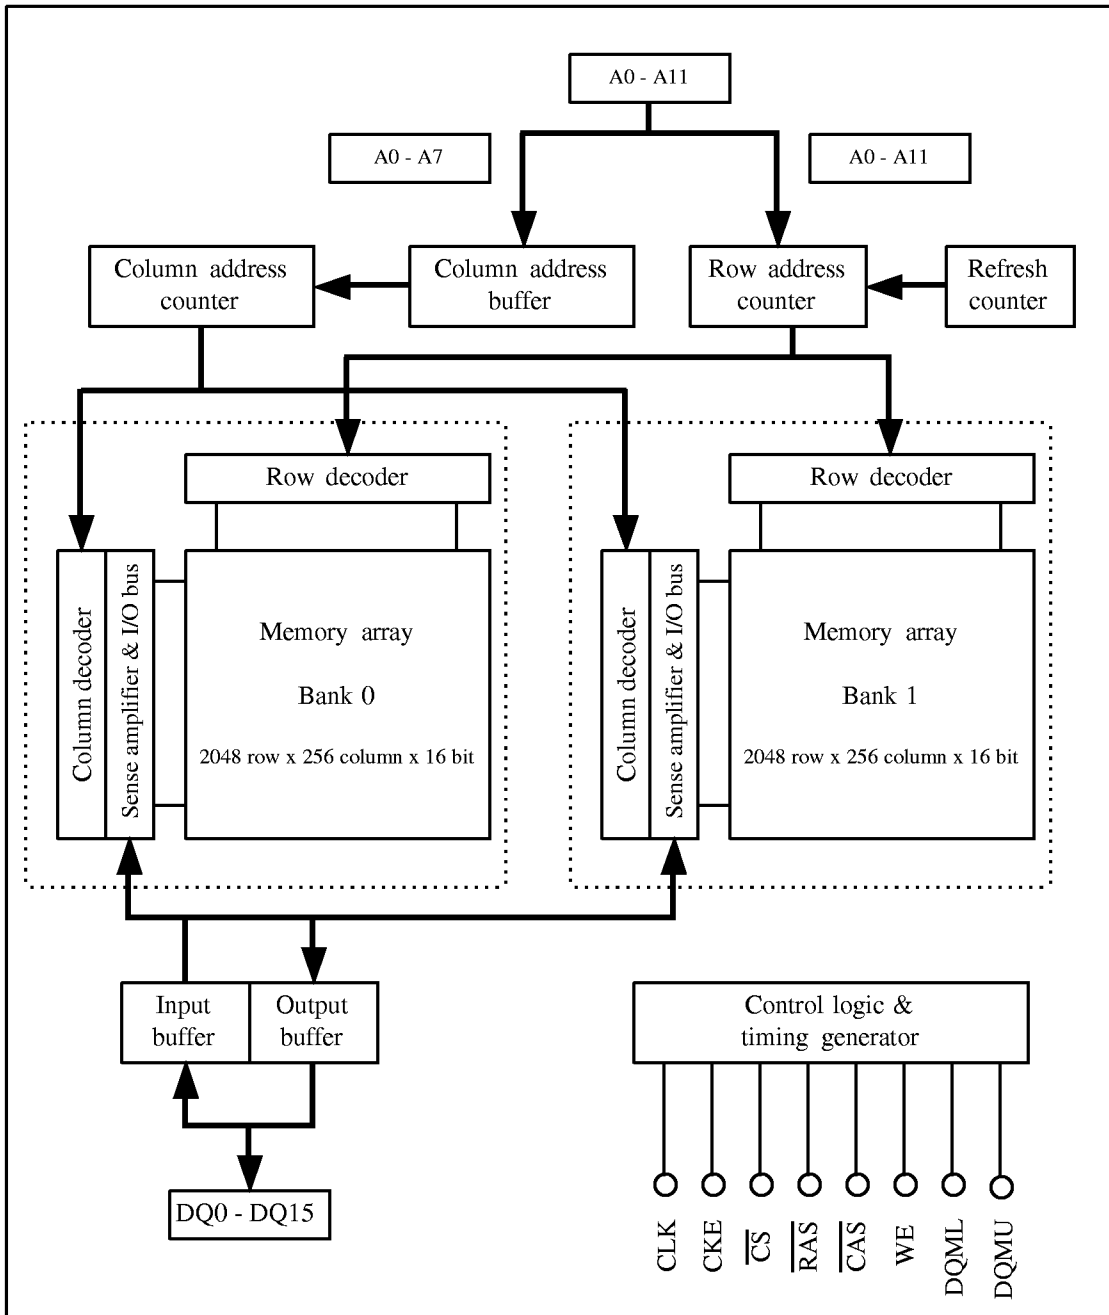 A0 - A11
A0 - A7
A0 - A11
Column address
counter
Column address
buffer
Row address
counter
Refresh
counter
Row decoder
Row decoder
Column decoder
Sense amplifier & I/O bus
Memory array
Bank 0
2048 row x 256 column x 16 bit
Column decoder
Sense amplifier & I/O bus
Memory array
Bank 1
2048 row x 256 column x 16 bit
Input
buffer
Output
buffer
Control logic &
timing generator
DQ0 - DQ15
CLK
CKE
C̅S̅
R̅A̅S̅
C̅A̅S̅
WE
DQML
DQMU